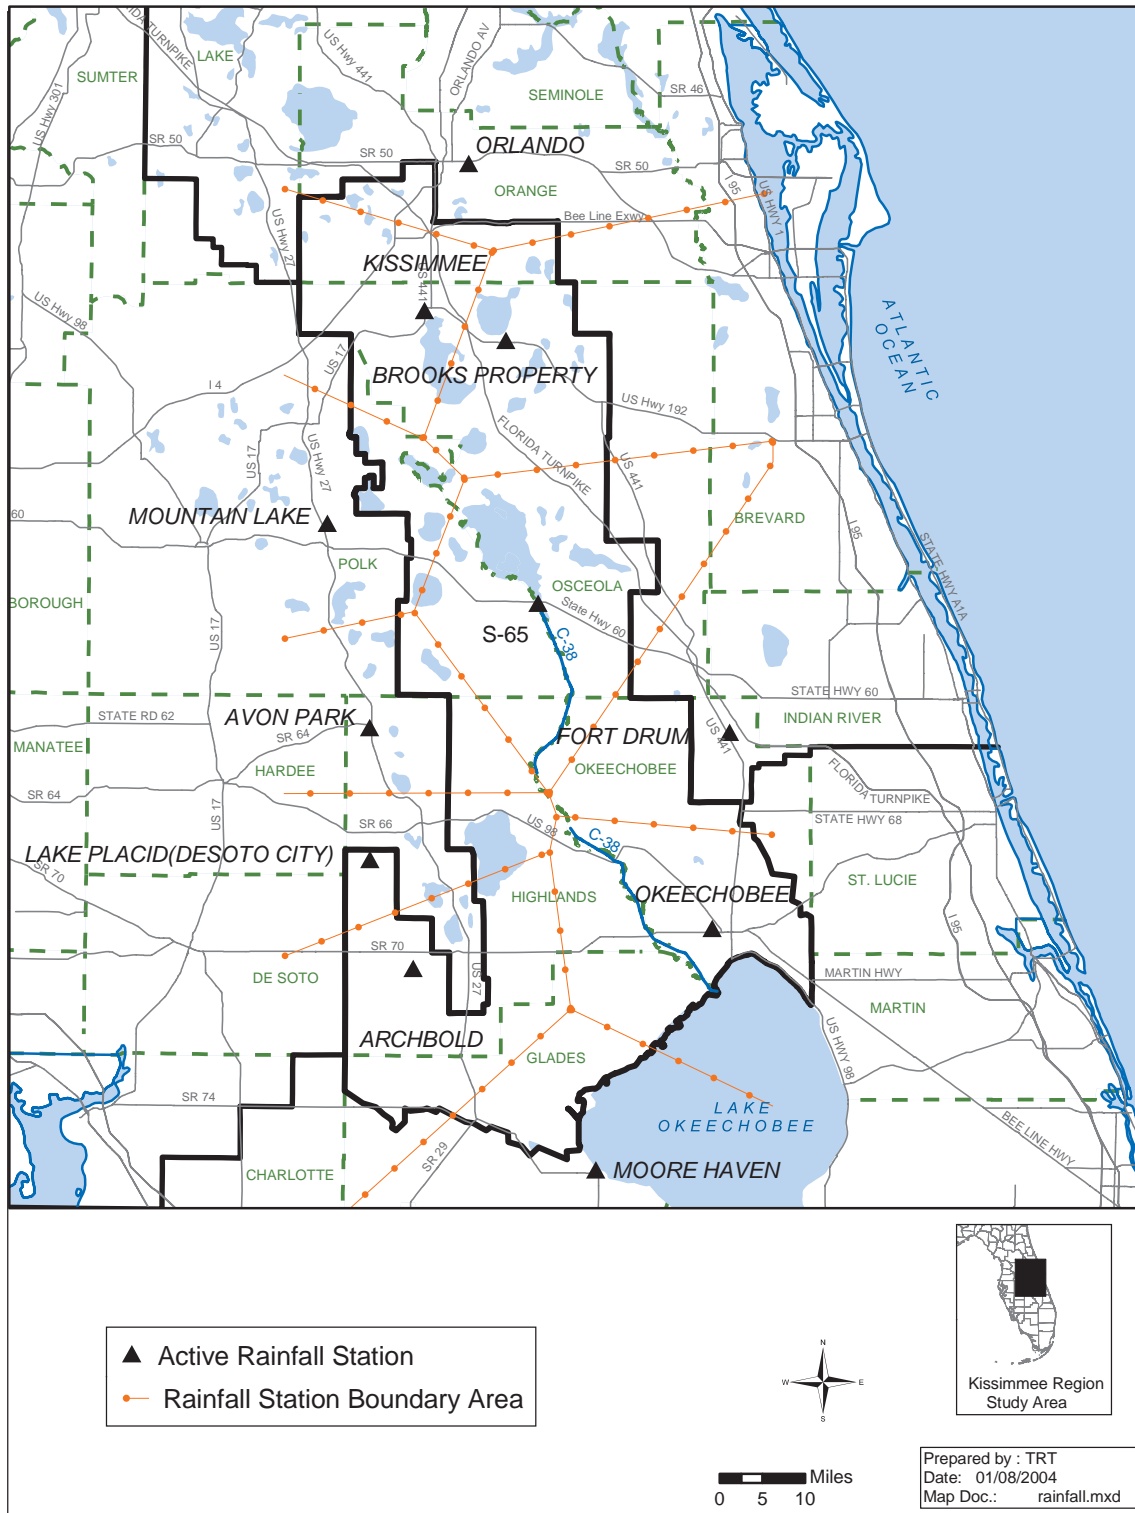 IDA TURNPIKE
LAKE
US Hwy 441
ORLANDO AV
SUMTER
US Hwy 301
SEMINOLE
SR 46
SR 50
SR 50
ORLANDO
SR 50
I 95
US HWY 1
ORANGE
Bee Line Exwy
US Hwy 27
KISSIMMEE
US 441
US Hwy 98
ATLANTIC
OCEAN
US 17
BROOKS PROPERTY
I 4
US Hwy 192
FLORIDA TURNPIKE
US 17
US Hwy 27
US 441
MOUNTAIN LAKE
60
BREVARD
I 95
STATE HWY A1A
POLK
OSCEOLA
BOROUGH
State Hwy 60
S-65
C-38
US 17
STATE HWY 60
STATE RD 62
AVON PARK
SR 64
INDIAN RIVER
FORT DRUM
US 441
MANATEE
HARDEE
OKEECHOBEE
FLORIDA
TURNPIKE
SR 64
US 17
SR 66
US 98
STATE HWY 68
C-38
LAKE PLACID(DESOTO CITY)
SR 70
ST. LUCIE
HIGHLANDS
OKEECHOBEE
I 95
SR 70
DE SOTO
US 27
MARTIN HWY
MARTIN
ARCHBOLD
GLADES
US HWY 98
SR 74
LAKE
OKEECHOBEE
BEE LINE HWY
SR 29
CHARLOTTE
MOORE HAVEN
Active Rainfall Station
Rainfall Station Boundary Area
N
W
E
S
Kissimmee Region
Study Area
Miles
0 5 10
Prepared by : TRT
Date: 01/08/2004
Map Doc.: rainfall.mxd